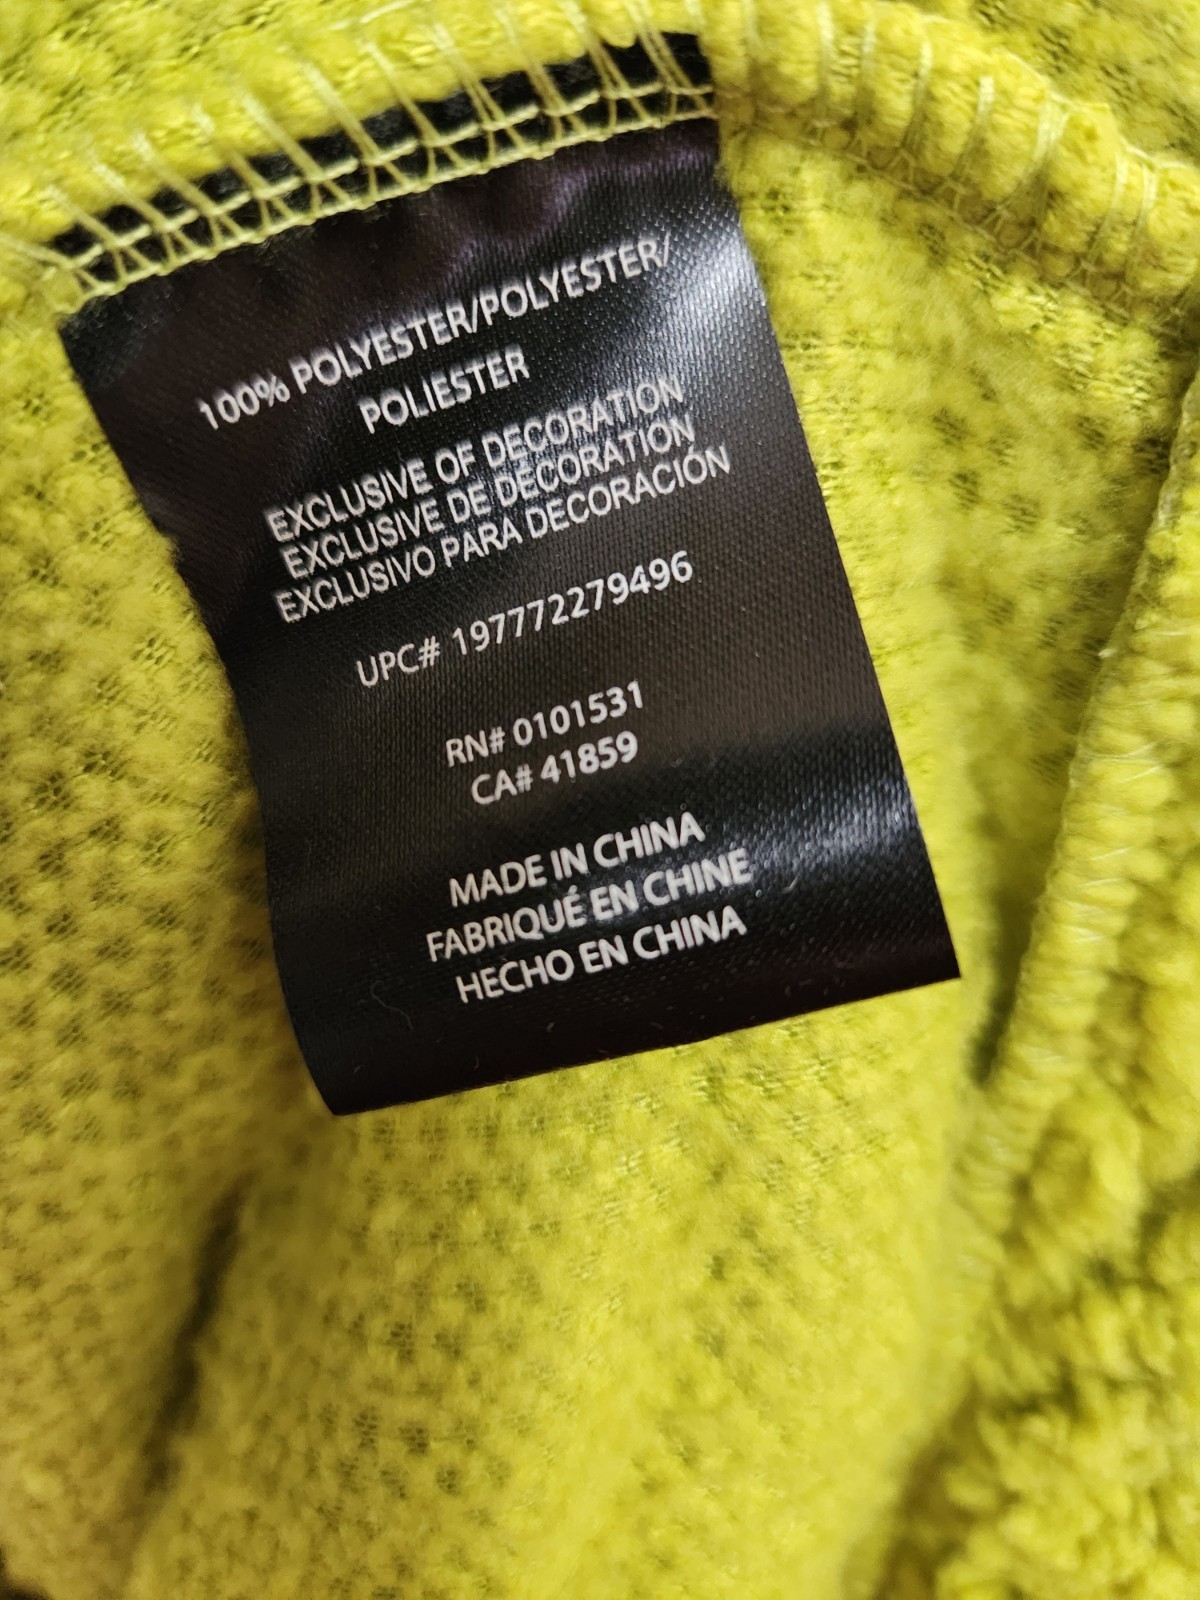 100% POLYESTER/POLYESTER/
POLIESTER
EXCLUSIVE OF DECORATION
EXCLUSIVE DE DÉCORATION
EXCLUSIVO PARA DECORACIÓN
UPC# 197772279496
RN# 0101531
CA# 41859
MADE IN CHINA
FABRIQUÉ EN CHINE
HECHO EN CHINA